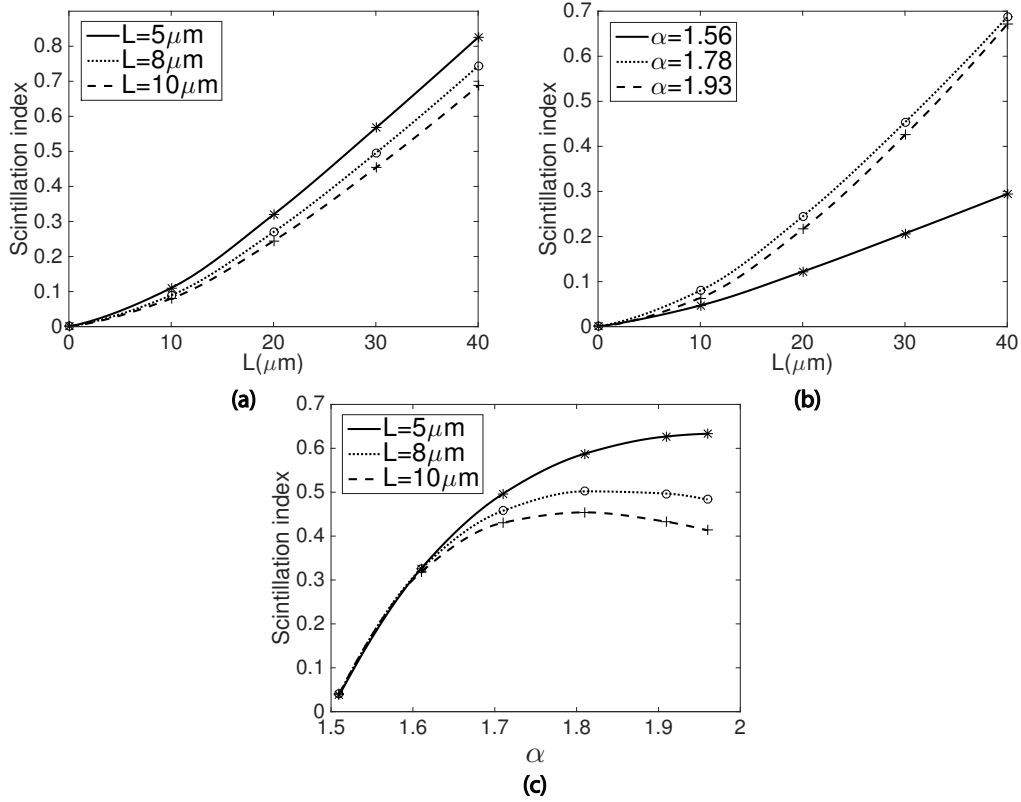 L=5μm
L=8μm
L=10μm
0.8
0.7
0.6
0.5
0.4
0.3
0.2
0.1
0
Scintillation index
0 10 20 30 40
L(μm)
(a)
α=1.56
α=1.78
α=1.93
0.7
0.6
0.5
0.4
0.3
0.2
0.1
0
Scintillation index
0 10 20 30 40
L(μm)
(b)
L=5μm
L=8μm
L=10μm
0.7
0.6
0.5
0.4
0.3
0.2
0.1
0
Scintillation index
1.5 1.6 1.7 1.8 1.9 2
α
(c)